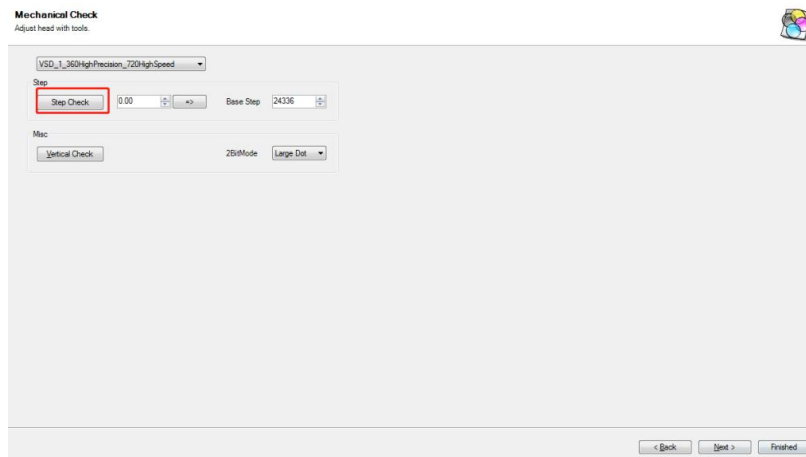 Mechanical Check
Adjust head with tools.
VSD_1_360HighPrecision_720HighSpeed
Step
Step Check 0.00 => Base Step 24336
Misc
Vertical Check 2BitMode Large Dot
< Back Next > Finished